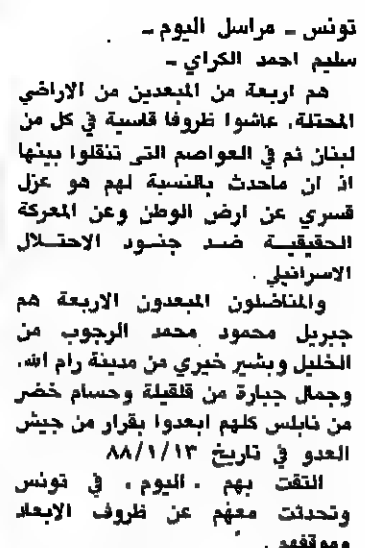 تونس - مراسل اليوم -
سليم احمد الكراي -
هم اربعة من المبعدين من الاراضي
المحتلة، عاشوا ظروفا قاسية في كل من
لبنان ثم في العواصم التى تنقلوا بينها
اذ ان ماحدث بالنسبة لهم هو عزل
قسري عن ارض الوطن وعن المعركة
الحقيقية ضد جنود الاحتلال
الاسرائيلي .
والمناضلون المبعدون الاربعة هم
جبريل محمود محمد الرجوب من
الخليل وبشير خيري من مدينة رام الله،
وجمال جبارة من قلقيلة وحسام خضر
من نابلس كلهم ابعدوا بقرار من جيش
العدو في تاريخ ٨٨/١/١٣
التقت بهم ، اليوم ، في تونس
وتحدثت معهم عن ظروف الابعاد
وموقفهم .